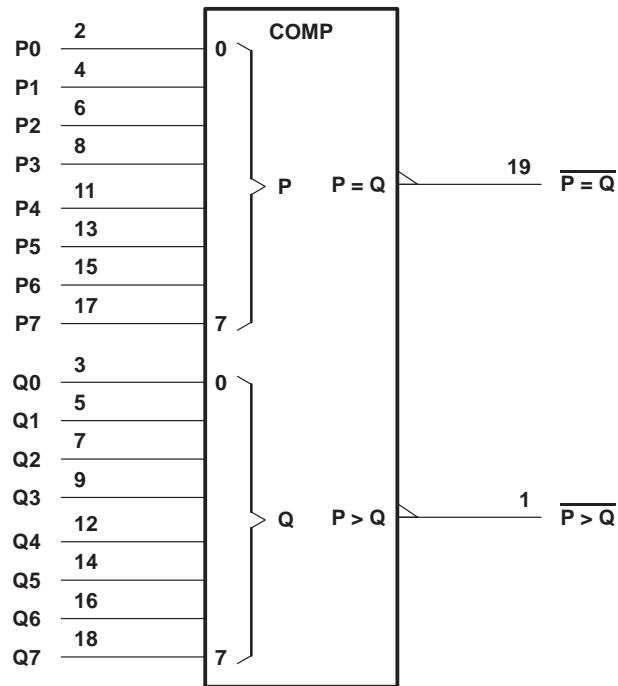 COMP
P0 2 0
P1 4
P2 6
P3 8
P4 11
P5 13
P6 15
P7 17 7
P P = Q 19 P = Q
Q0 3 0
Q1 5
Q2 7
Q3 9
Q4 12
Q5 14
Q6 16
Q7 18 7
Q P > Q 1 P > Q